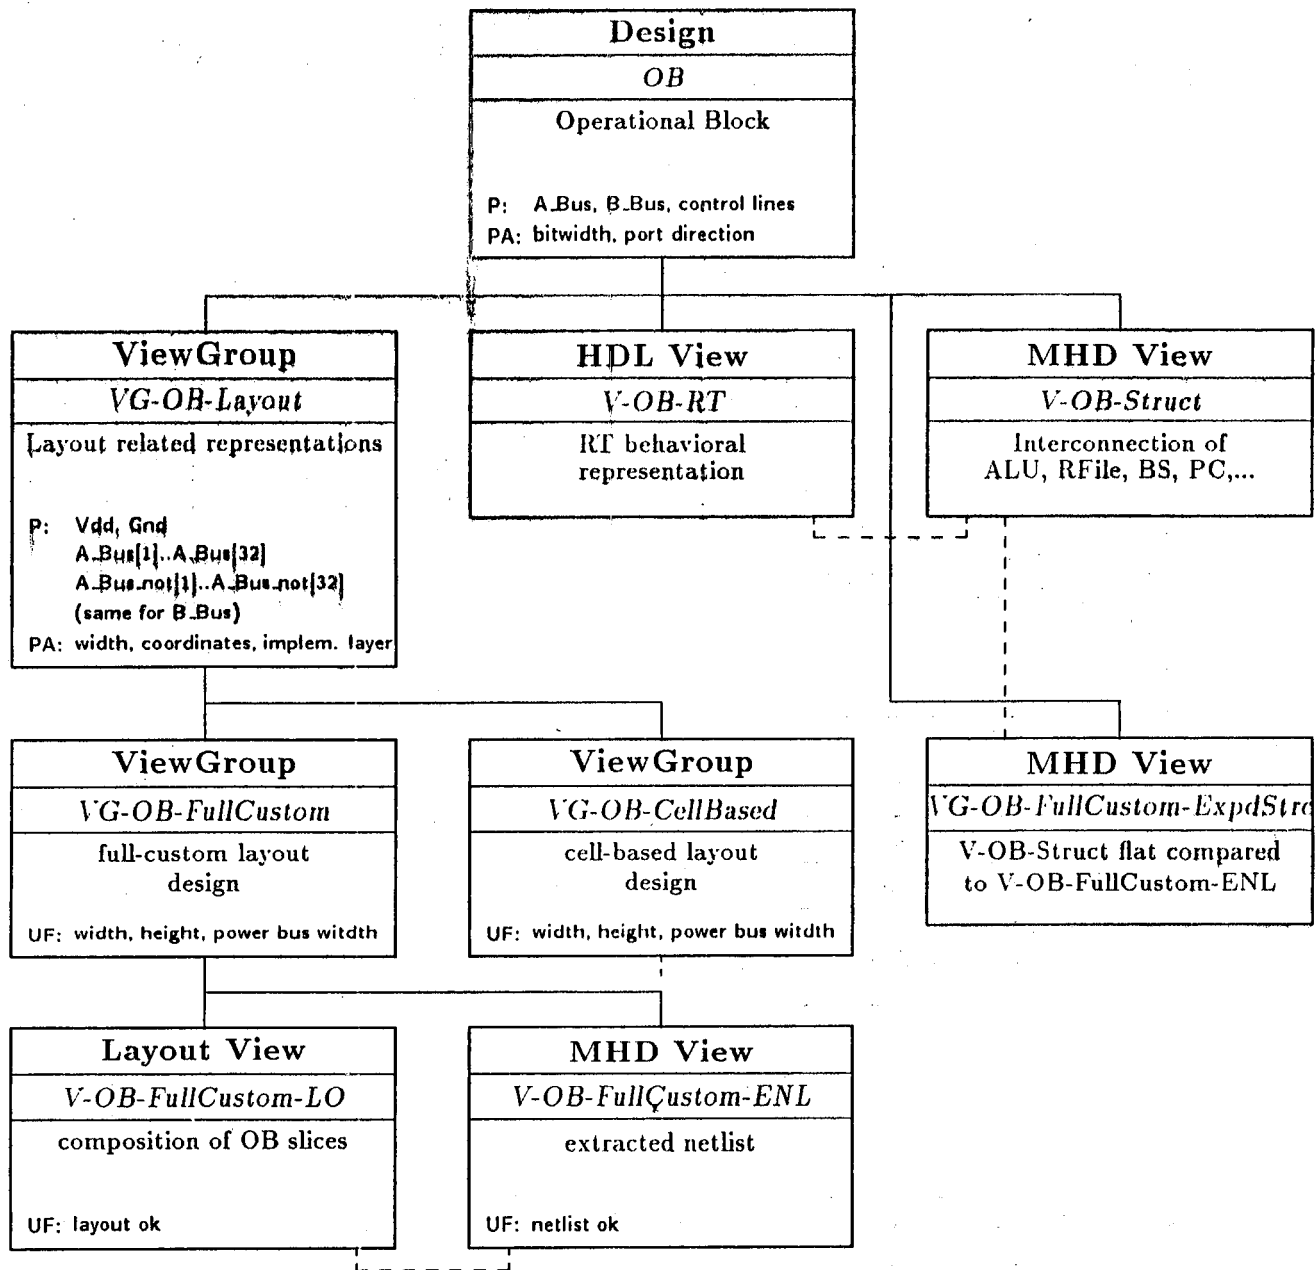 Design
OB
Operational Block
P: A_Bus, B_Bus, control lines
PA: bitwidth, port direction
ViewGroup
VG-OB-Layout
Layout related representations
P: Vdd, Gnd
A_Bus[1]..A_Bus[32]
A_Bus_not[1]..A_Bus_not[32]
(same for B_Bus)
PA: width, coordinates, implem. layer
HDL View
V-OB-RT
RT behavioral
representation
MHD View
V-OB-Struct
Interconnection of
ALU, RFile, BS, PC,...
ViewGroup
VG-OB-FullCustom
full-custom layout
design
UF: width, height, power bus witdth
ViewGroup
VG-OB-CellBased
cell-based layout
design
UF: width, height, power bus witdth
MHD View
VG-OB-FullCustom-ExpdStrc
V-OB-Struct flat compared
to V-OB-FullCustom-ENL
Layout View
V-OB-FullCustom-LO
composition of OB slices
UF: layout ok
MHD View
V-OB-FullCustom-ENL
extracted netlist
UF: netlist ok